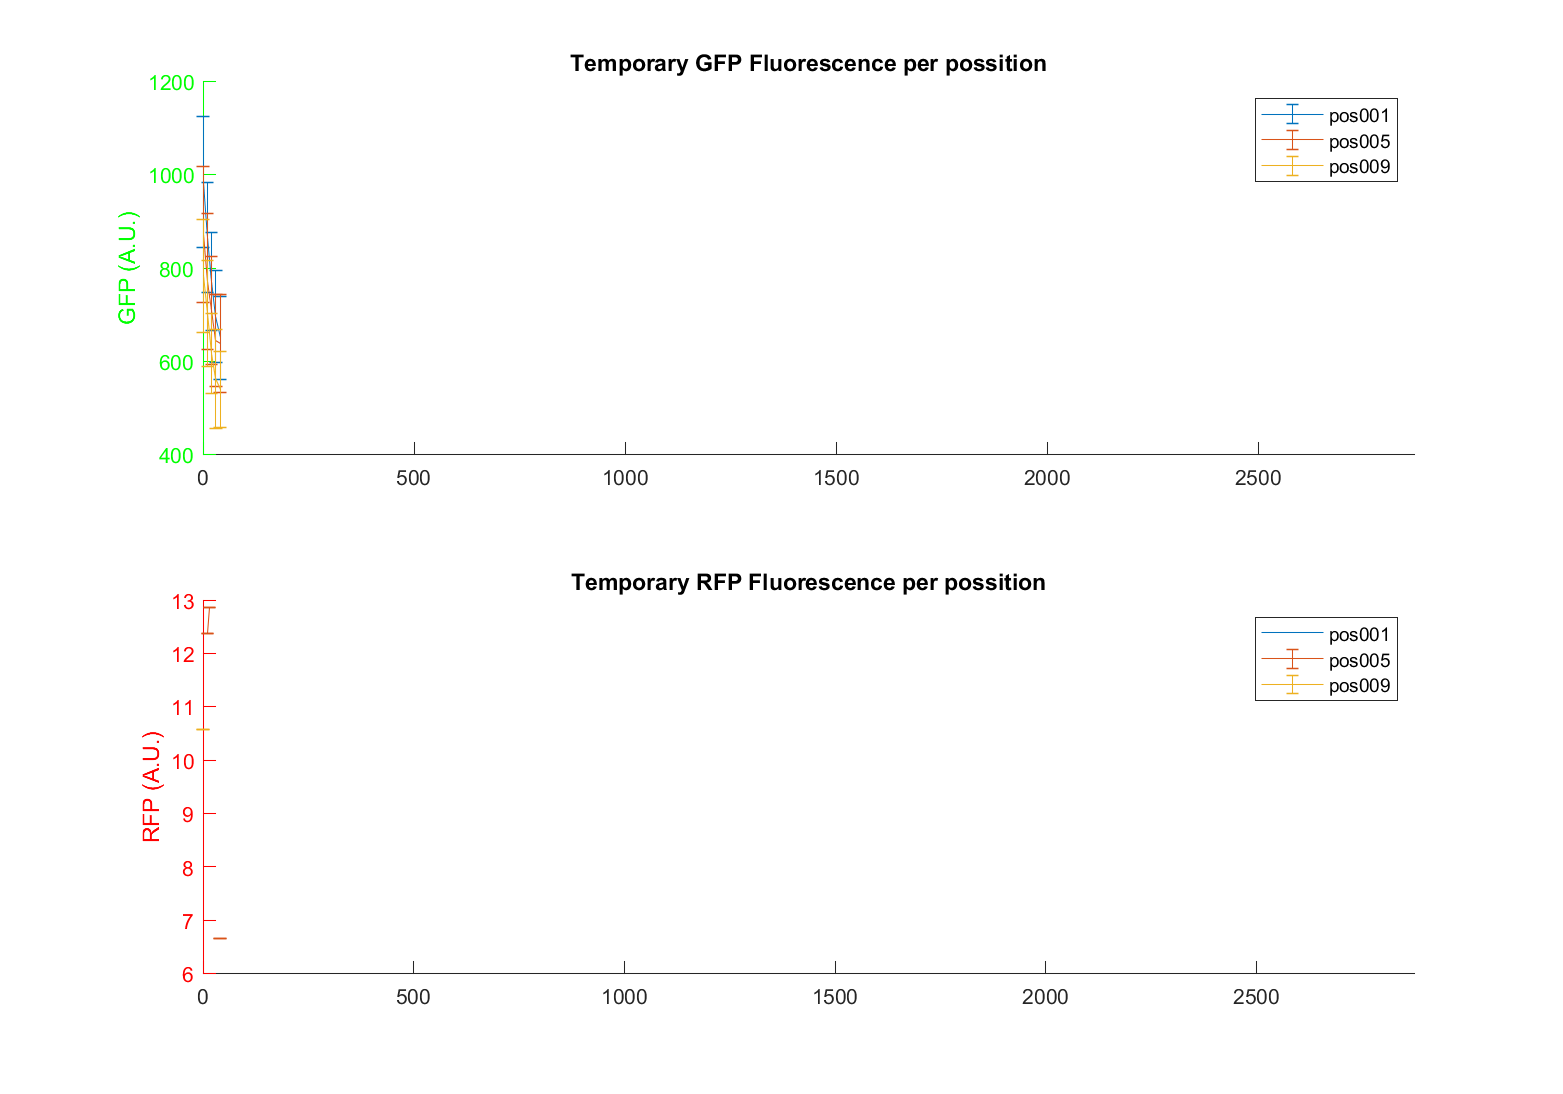 Temporary GFP Fluorescence per possition
GFP (A.U.)
1200
1000
800
600
400
0 500 1000 1500 2000 2500
pos001
pos005
pos009
Temporary RFP Fluorescence per possition
RFP (A.U.)
13
12
11
10
9
8
7
6
0 500 1000 1500 2000 2500
pos001
pos005
pos009